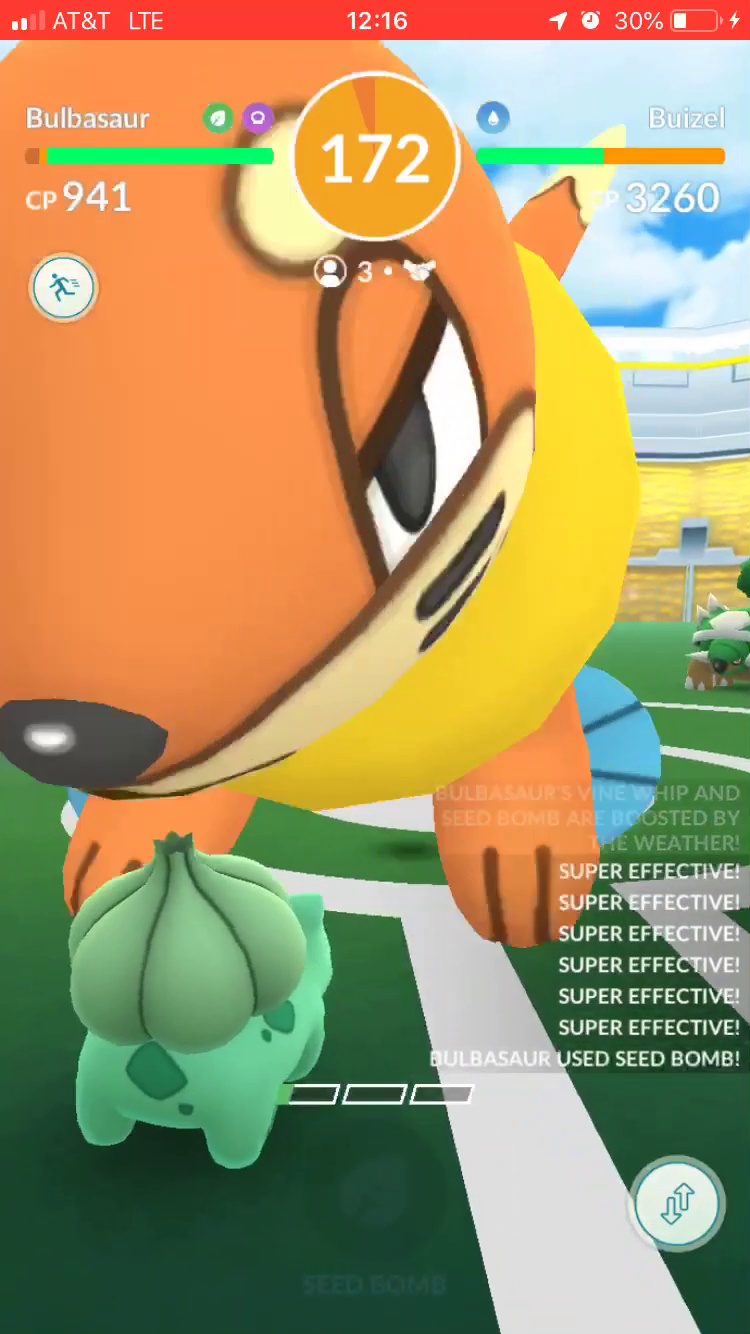 AT&T LTE 12:16 30%
Bulbasaur 172 Buizel
CP 941 CP 3260
3 •
BULBASAUR'S VINE WHIP AND
SEED BOMB ARE BOOSTED BY
THE WEATHER!
SUPER EFFECTIVE!
SUPER EFFECTIVE!
SUPER EFFECTIVE!
SUPER EFFECTIVE!
SUPER EFFECTIVE!
SUPER EFFECTIVE!
BULBASAUR USED SEED BOMB!
SEED BOMB